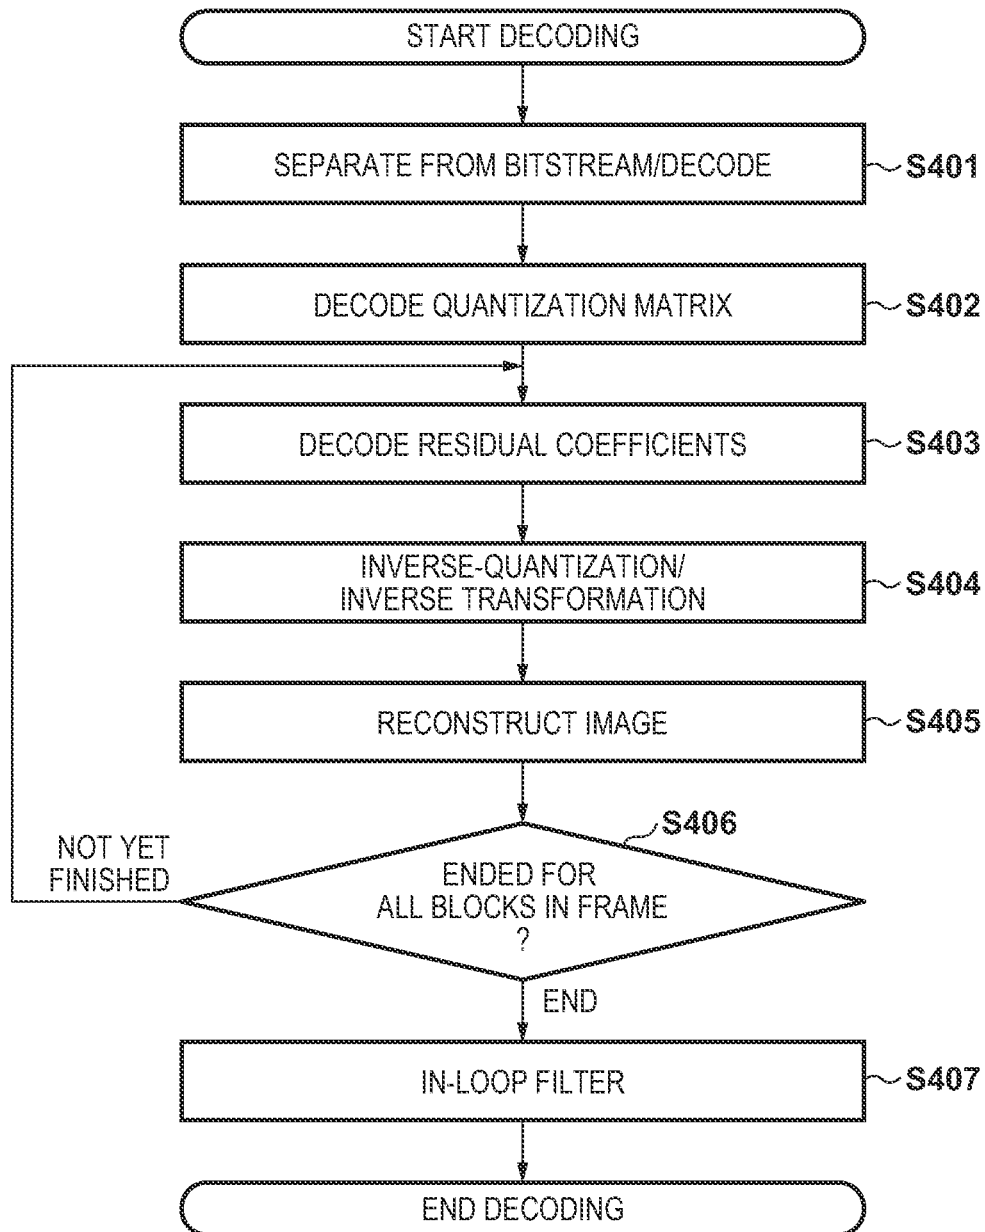 START DECODING
SEPARATE FROM BITSTREAM/DECODE
S401
DECODE QUANTIZATION MATRIX
S402
DECODE RESIDUAL COEFFICIENTS
S403
INVERSE-QUANTIZATION/
INVERSE TRANSFORMATION
S404
RECONSTRUCT IMAGE
S405
S406
NOT YET
FINISHED
ENDED FOR
ALL BLOCKS IN FRAME
?
END
IN-LOOP FILTER
S407
END DECODING